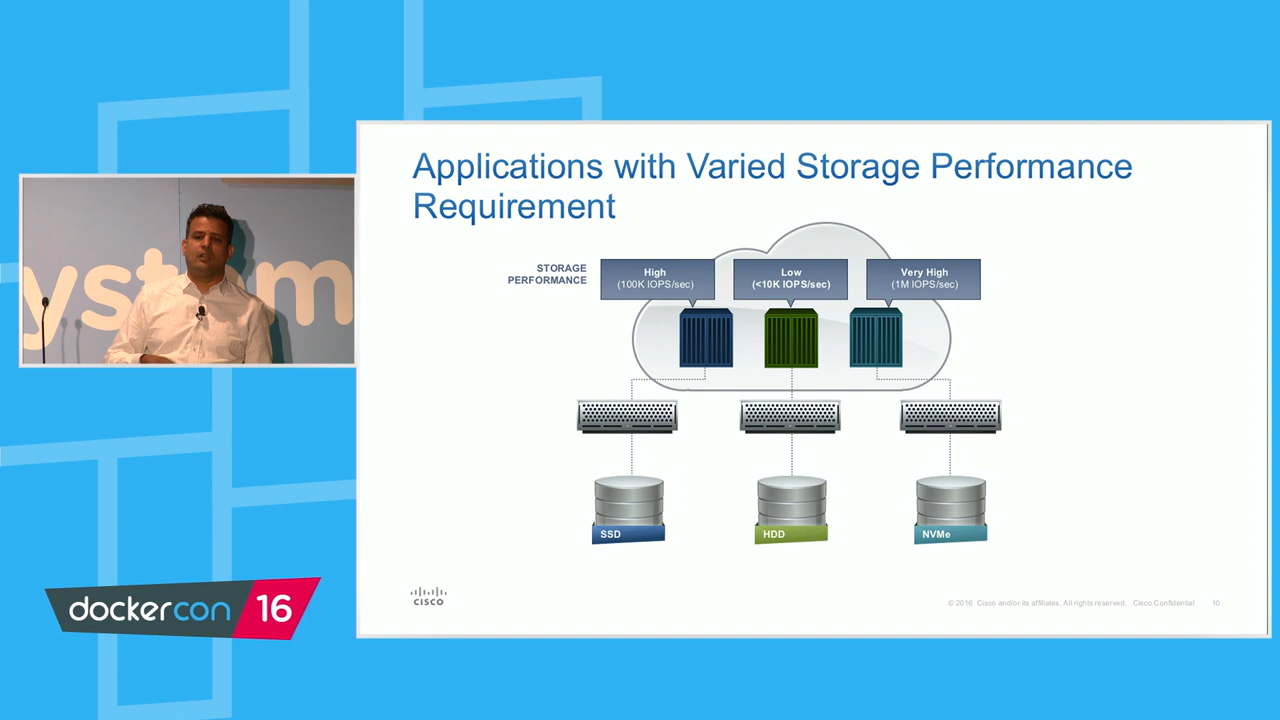 Applications with Varied Storage Performance
Requirement
STORAGE
PERFORMANCE
High
(100K IOPS/sec)
Low
(<10K IOPS/sec)
Very High
(1M IOPS/sec)
SSD
HDD
NVMe
CISCO
© 2016 Cisco and/or its affiliates. All rights reserved. Cisco Confidential 10
ystem
dockercon 16